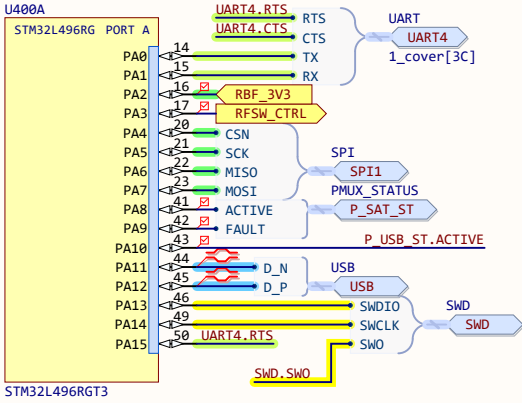 U400A
STM32L496RG PORT A
UART4.RTS
RTS
UART
UART4.CTS
CTS
UART4
PA0 14 TX
1_cover[3C]
PA1 15 RX
PA2 16 RBF_3V3
PA3 17 RFSW_CTRL
PA4 20 CSN
PA5 21 SCK
SPI
PA6 22 MISO
SPI1
PA7 23 MOSI
PMUX_STATUS
PA8 41 ACTIVE
P_SAT_ST
PA9 42 FAULT
PA10 43 P_USB_ST.ACTIVE
PA11 44 D_N
USB
PA12 45 D_P
USB
PA13 46 SWDIO
SWD
PA14 49 SWCLK
SWD
PA15 50 UART4.RTS
SWO
SWD.SWO
STM32L496RGT3